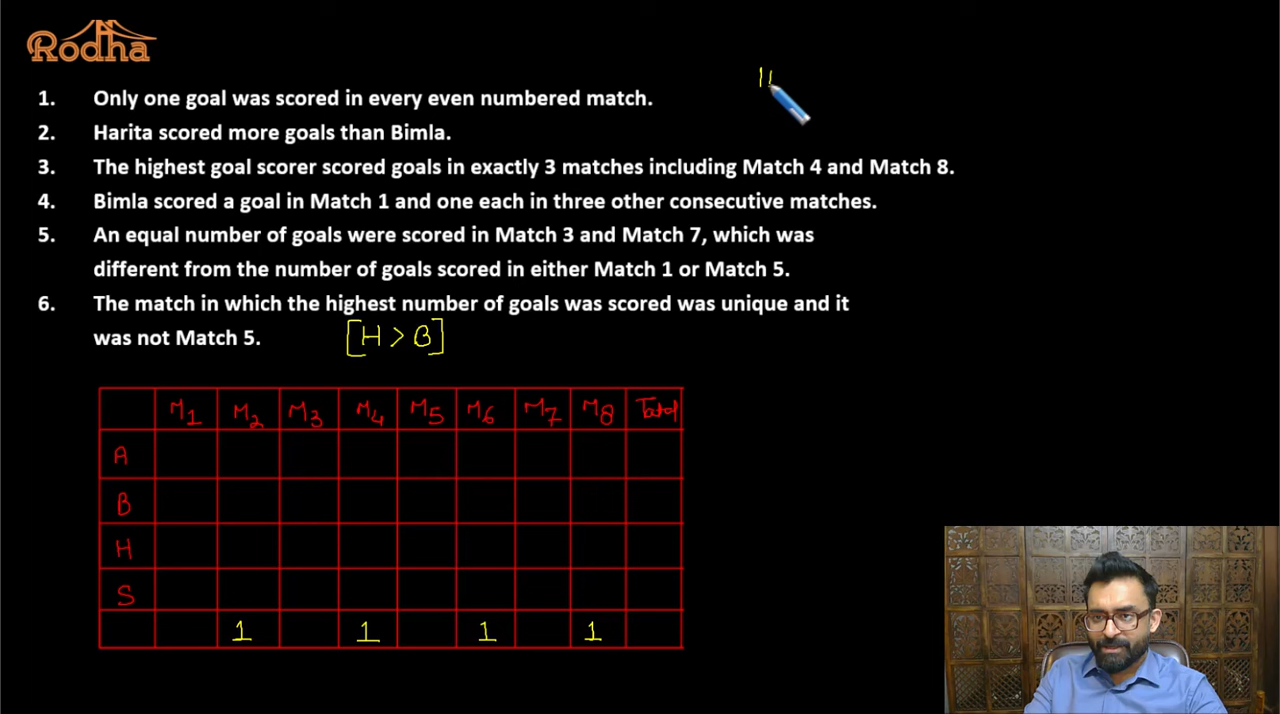 Rodha
1. Only one goal was scored in every even numbered match.
2. Harita scored more goals than Bimla.
3. The highest goal scorer scored goals in exactly 3 matches including Match 4 and Match 8.
4. Bimla scored a goal in Match 1 and one each in three other consecutive matches.
5. An equal number of goals were scored in Match 3 and Match 7, which was
different from the number of goals scored in either Match 1 or Match 5.
6. The match in which the highest number of goals was scored was unique and it
was not Match 5.
[H > B]
M1 M2 M3 M4 M5 M6 M7 M8 Total
A
B
H
S
1 1 1 1